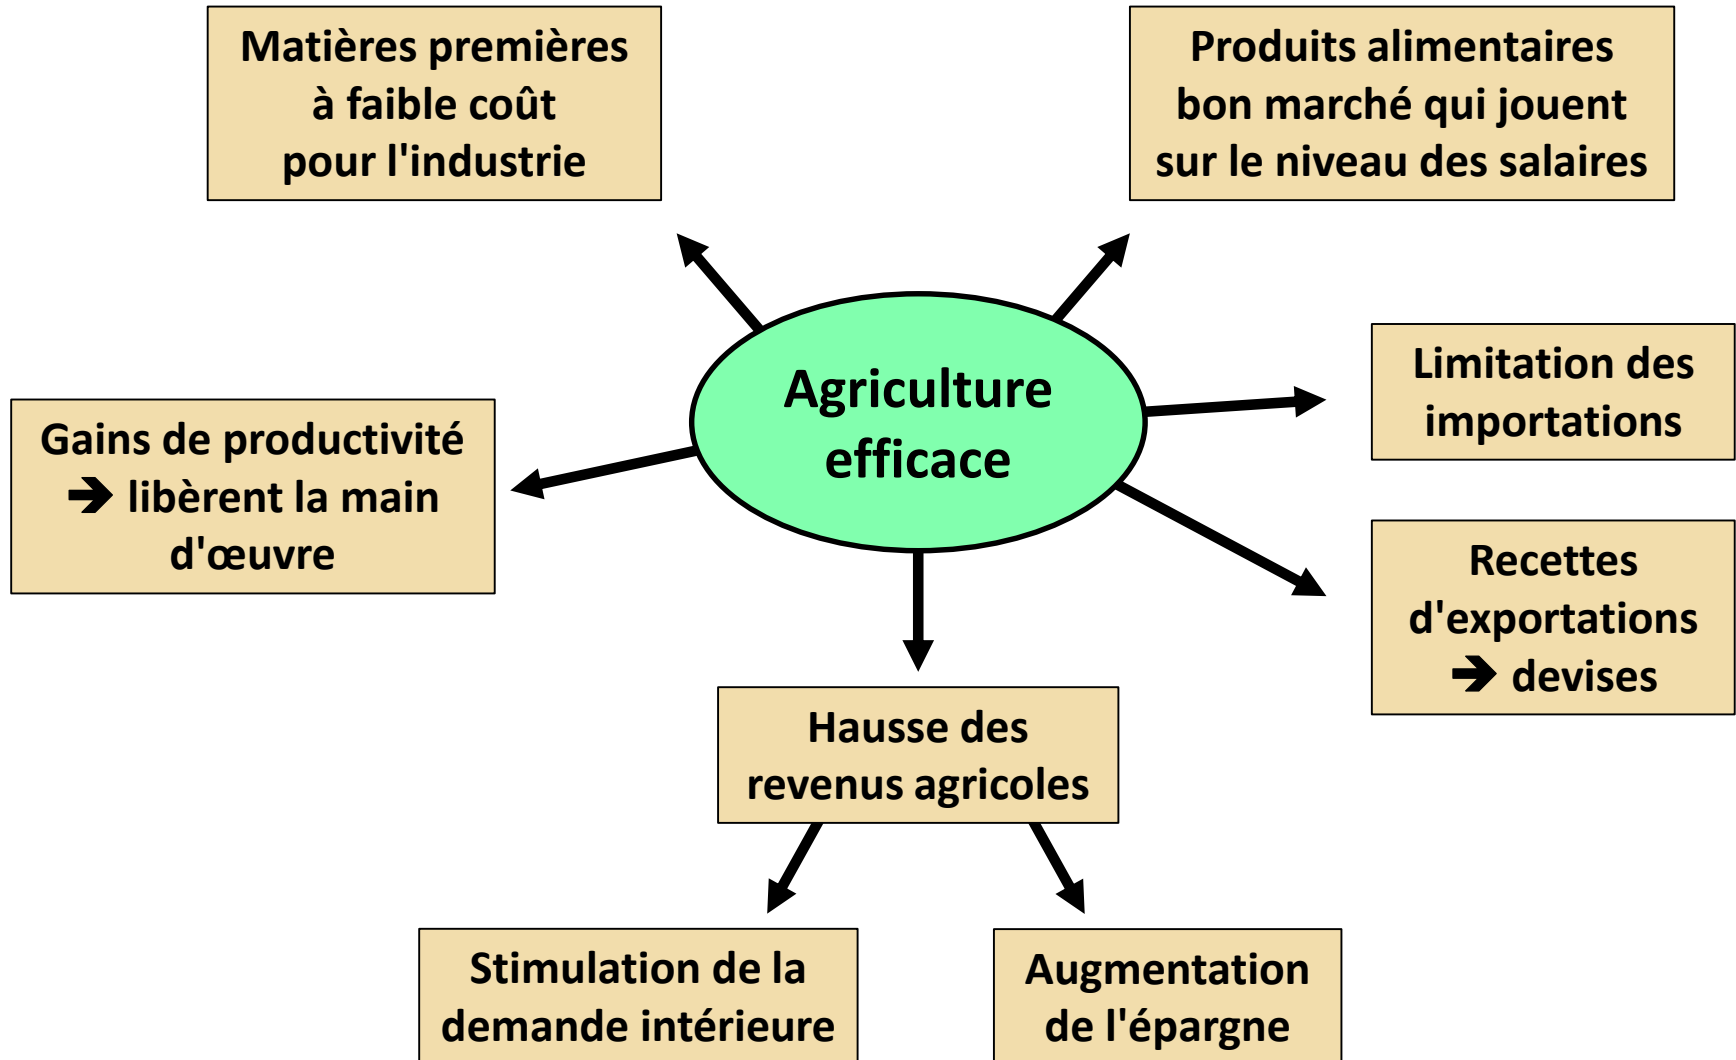 Matières premières
à faible coût
pour l'industrie
Produits alimentaires
bon marché qui jouent
sur le niveau des salaires
Agriculture
efficace
Limitation des
importations
Gains de productivité
➔ libèrent la main
d'œuvre
Recettes
d'exportations
➔ devises
Hausse des
revenus agricoles
Stimulation de la
demande intérieure
Augmentation
de l'épargne